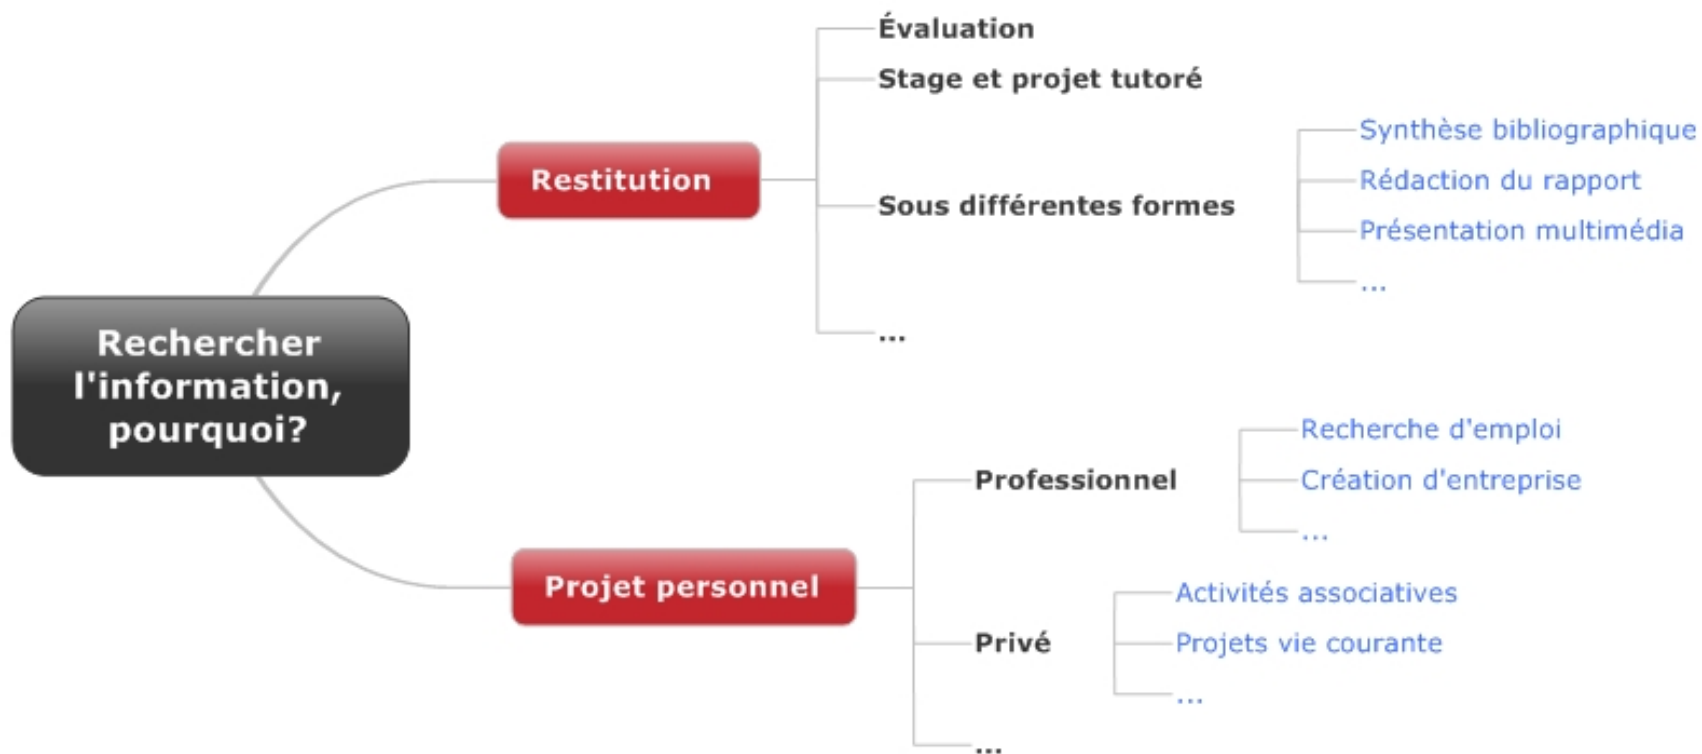 Rechercher
l'information,
pourquoi?
Restitution
Évaluation
Stage et projet tutoré
Sous différentes formes
Synthèse bibliographique
Rédaction du rapport
Présentation multimédia
...
...
Projet personnel
Professionnel
Recherche d'emploi
Création d'entreprise
...
Privé
Activités associatives
Projets vie courante
...
...